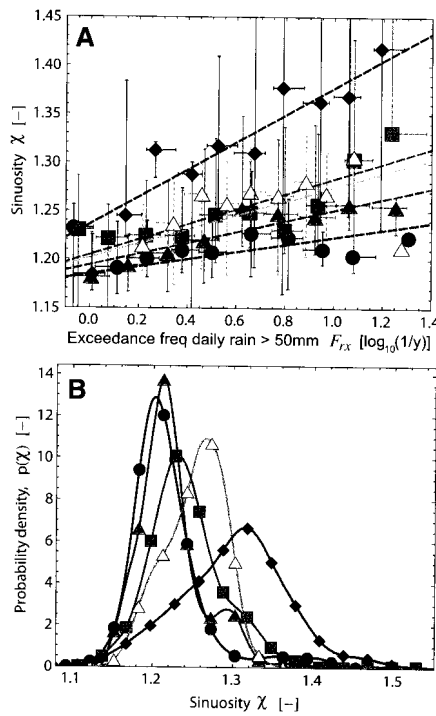 A
1.45
1.40
1.35
1.30
1.25
1.20
1.15
Sinuosity χ [-]
0.0 0.2 0.4 0.6 0.8 1.0 1.2 1.4
Exceedance freq daily rain > 50mm F_rx [log_10(1/y)]
B
14
12
10
8
6
4
2
0
Probability density, p(χ) [-]
1.1 1.2 1.3 1.4 1.5
Sinuosity χ [-]